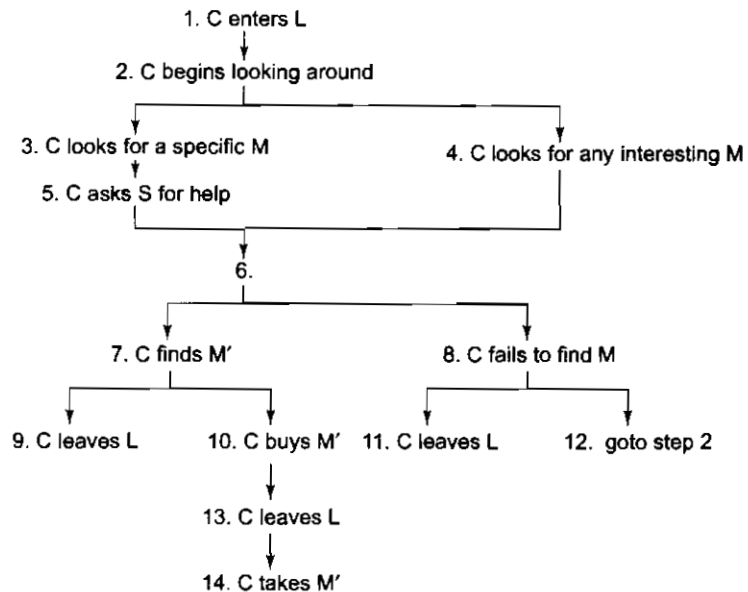 1. C enters L
2. C begins looking around
3. C looks for a specific M
4. C looks for any interesting M
5. C asks S for help
6.
7. C finds M′
8. C fails to find M
9. C leaves L
10. C buys M′
11. C leaves L
12. goto step 2
13. C leaves L
14. C takes M′